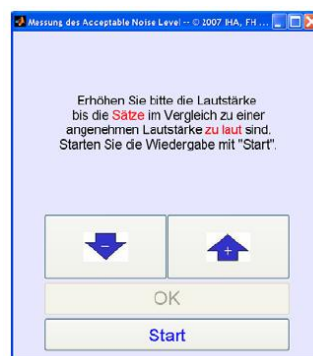 Messung des Acceptable Noise Level -- © 2007 IHA, FH ...
Erhöhen Sie bitte die Lautstärke
bis die Sätze im Vergleich zu einer
angenehmen Lautstärke zu laut sind.
Starten Sie die Wiedergabe mit "Start".
-
+
OK
Start